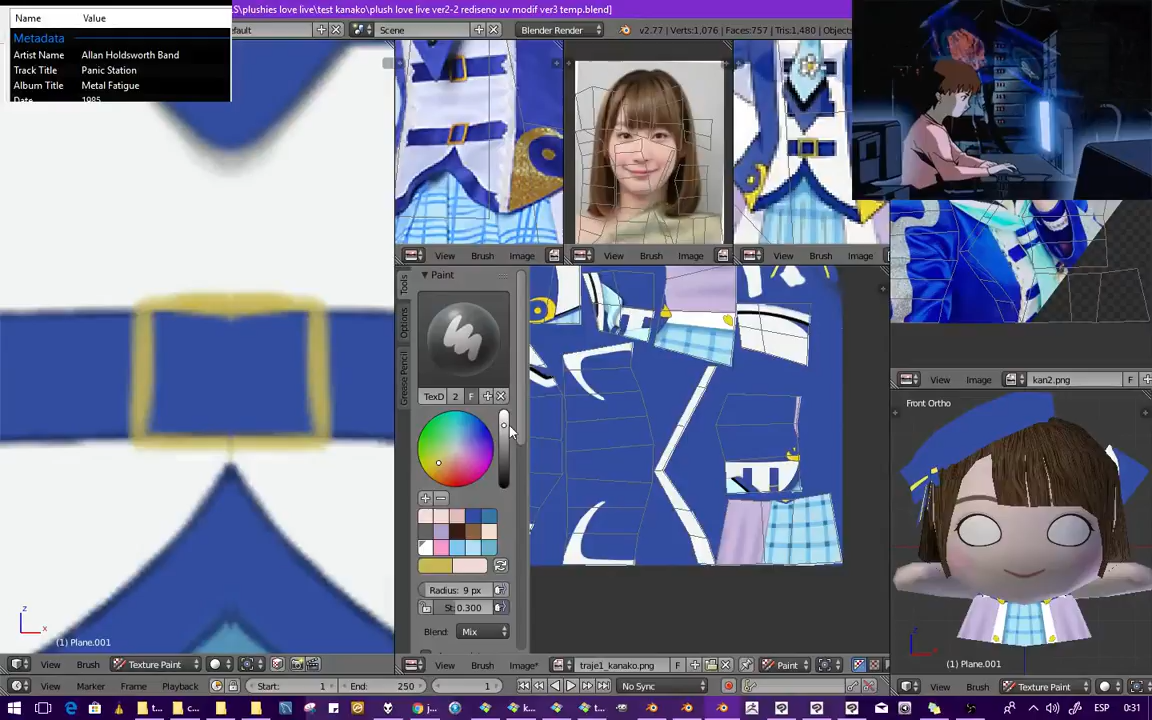 S\plushies love live\test kanako\plush love live ver2-2 rediseno uv modif ver3 temp.blend]
Name Value
Metadata
Artist Name Allan Holdsworth Band
Track Title Panic Station
Album Title Metal Fatigue
Date 1985
efault Scene Blender Render v2.77 | Verts:1,076 | Faces:757 | Tris:1,480 | Objects
View Brush Image View Brush Image View Brush Image
Tools
Options
Grease Pencil
Paint
TexD 2 F
Radius: 9 px
St: 0.300
Blend: Mix
View Image kan2.png F
Front Ortho
(1) Plane.001
(1) Plane.001
View Brush Texture Paint View Brush Image* traje1_kanako.png F Paint View Brush Texture Paint
View Marker Frame Playback Start: 1 End: 250 1 No Sync
t... c... j... k... t... ESP 0:31